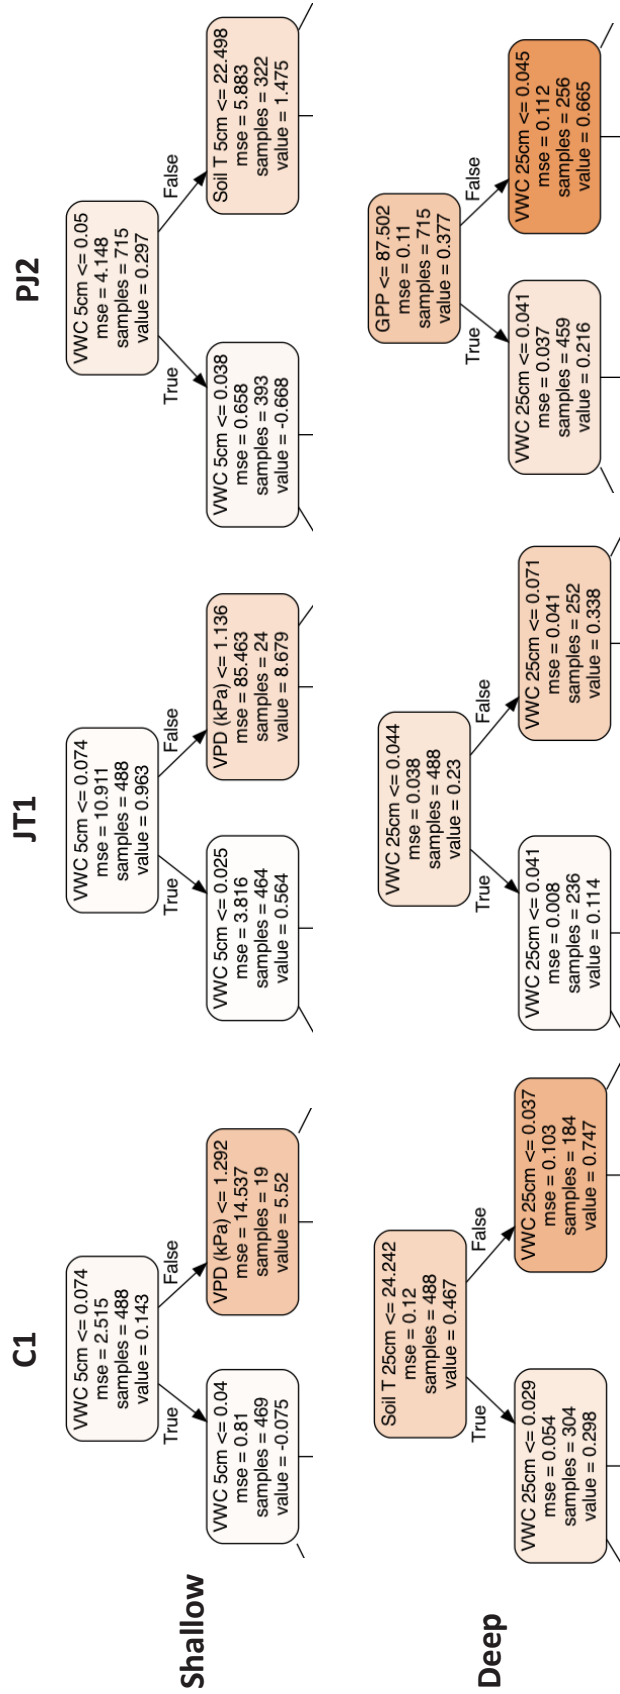 C1
JT1
PJ2
Shallow
VWC 5cm <= 0.074
mse = 2.515
samples = 488
value = 0.143
True
False
VWC 5cm <= 0.04
mse = 0.81
samples = 469
value = -0.075
VPD (kPa) <= 1.292
mse = 14.537
samples = 19
value = 5.52
VWC 5cm <= 0.074
mse = 10.911
samples = 488
value = 0.963
True
False
VWC 5cm <= 0.025
mse = 3.816
samples = 464
value = 0.564
VPD (kPa) <= 1.136
mse = 85.463
samples = 24
value = 8.679
VWC 5cm <= 0.05
mse = 4.148
samples = 715
value = 0.297
True
False
VWC 5cm <= 0.038
mse = 0.658
samples = 393
value = -0.668
Soil T 5cm <= 22.498
mse = 5.883
samples = 322
value = 1.475
Deep
Soil T 25cm <= 24.242
mse = 0.12
samples = 488
value = 0.467
True
False
VWC 25cm <= 0.029
mse = 0.054
samples = 304
value = 0.298
VWC 25cm <= 0.037
mse = 0.103
samples = 184
value = 0.747
VWC 25cm <= 0.044
mse = 0.038
samples = 488
value = 0.23
True
False
VWC 25cm <= 0.041
mse = 0.008
samples = 236
value = 0.114
VWC 25cm <= 0.071
mse = 0.041
samples = 252
value = 0.338
GPP <= 87.502
mse = 0.11
samples = 715
value = 0.377
True
False
VWC 25cm <= 0.041
mse = 0.037
samples = 459
value = 0.216
VWC 25cm <= 0.045
mse = 0.112
samples = 256
value = 0.665